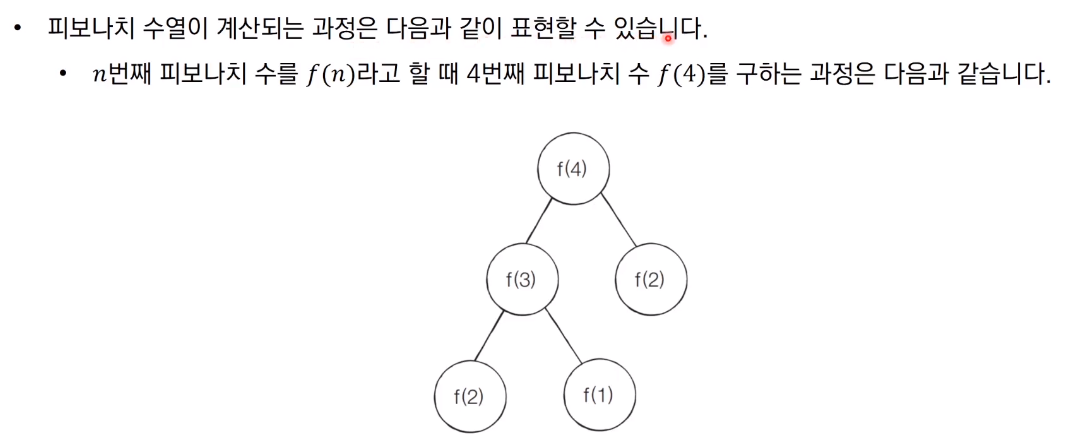 • 피보나치 수열이 계산되는 과정은 다음과 같이 표현할 수 있습니다.
• n번째 피보나치 수를 f(n)라고 할 때 4번째 피보나치 수 f(4)를 구하는 과정은 다음과 같습니다.
f(4)
f(3) f(2)
f(2) f(1)